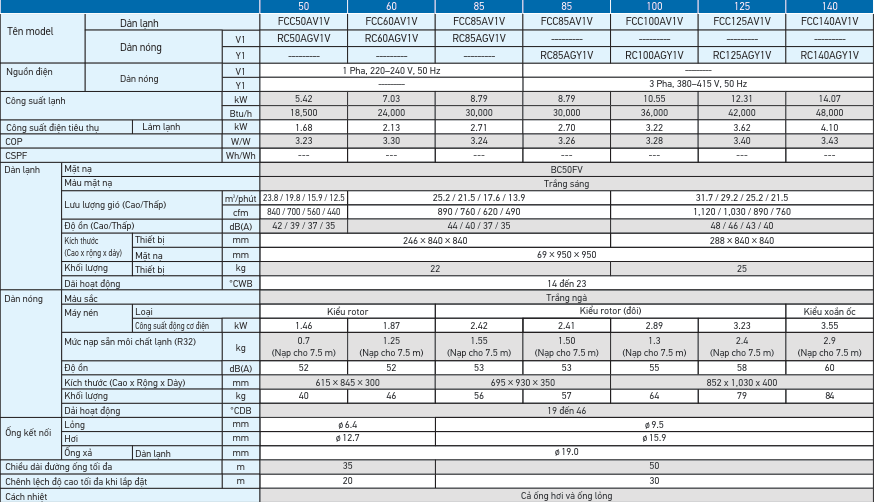 50 60 85 85 100 125 140
Tên model Dàn lạnh FCC50AV1V FCC60AV1V FCC85AV1V FCC85AV1V FCC100AV1V FCC125AV1V FCC140AV1V
Dàn nóng V1 RC50AGV1V RC60AGV1V RC85AGV1V --------- --------- --------- ---------
Y1 --------- --------- --------- RC85AGY1V RC100AGY1V RC125AGY1V RC140AGY1V
Nguồn điện Dàn nóng V1 1 Pha, 220–240 V, 50 Hz ---------
Y1 --------- 3 Pha, 380–415 V, 50 Hz
Công suất lạnh kW 5.42 7.03 8.79 8.79 10.55 12.31 14.07
Btu/h 18,500 24,000 30,000 30,000 36,000 42,000 48,000
Công suất điện tiêu thụ Làm lạnh kW 1.68 2.13 2.71 2.70 3.22 3.62 4.10
COP W/W 3.23 3.30 3.24 3.26 3.28 3.40 3.43
CSPF Wh/Wh --- --- --- --- --- --- ---
Dàn lạnh Mặt nạ BC50FV
Màu mặt nạ Trắng sáng
Lưu lượng gió (Cao/Thấp) m³/phút 23.8 / 19.8 / 15.9 / 12.5 25.2 / 21.5 / 17.6 / 13.9 31.7 / 29.2 / 25.2 / 21.5
cfm 840 / 700 / 560 / 440 890 / 760 / 620 / 490 1,120 / 1,030 / 890 / 760
Độ ồn (Cao/Thấp) dB(A) 42 / 39 / 37 / 35 44 / 40 / 37 / 35 48 / 46 / 43 / 40
Kích thước (Cao x rộng x dày) Thiết bị mm 246 × 840 × 840 288 × 840 × 840
Mặt nạ mm 69 × 950 × 950
Khối lượng Thiết bị kg 22 25
Dải hoạt động °CWB 14 đến 23
Dàn nóng Màu sắc Trắng ngà
Máy nén Loại Kiểu rotor Kiểu rotor (đôi) Kiểu xoắn ốc
Công suất động cơ điện kW 1.46 1.87 2.42 2.41 2.89 3.23 3.55
Mức nạp sẵn môi chất lạnh (R32) kg 0.7 1.25 1.55 1.50 1.3 2.4 2.9
(Nạp cho 7.5 m) (Nạp cho 7.5 m) (Nạp cho 7.5 m) (Nạp cho 7.5 m) (Nạp cho 7.5 m) (Nạp cho 7.5 m) (Nạp cho 7.5 m)
Độ ồn dB(A) 52 52 53 53 55 58 60
Kích thước (Cao x Rộng x Dày) mm 615 × 845 × 300 695 × 930 × 350 852 x 1,030 x 400
Khối lượng kg 40 46 56 57 64 79 84
Dải hoạt động °CDB 19 đến 46
Ống kết nối Lỏng mm ø 6.4 ø 9.5
Hơi mm ø 12.7 ø 15.9
Ống xả Dàn lạnh mm ø 19.0
Chiều dài đường ống tối đa m 35 50
Chênh lệch độ cao tối đa khi lắp đặt m 20 30
Cách nhiệt Cả ống hơi và ống lỏng